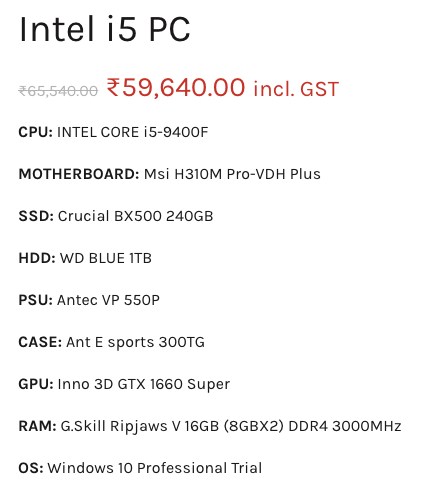 Intel i5 PC
₹65,540.00 ₹59,640.00 incl. GST
CPU: INTEL CORE i5-9400F
MOTHERBOARD: Msi H310M Pro-VDH Plus
SSD: Crucial BX500 240GB
HDD: WD BLUE 1TB
PSU: Antec VP 550P
CASE: Ant E sports 300TG
GPU: Inno 3D GTX 1660 Super
RAM: G.Skill Ripjaws V 16GB (8GBX2) DDR4 3000MHz
OS: Windows 10 Professional Trial